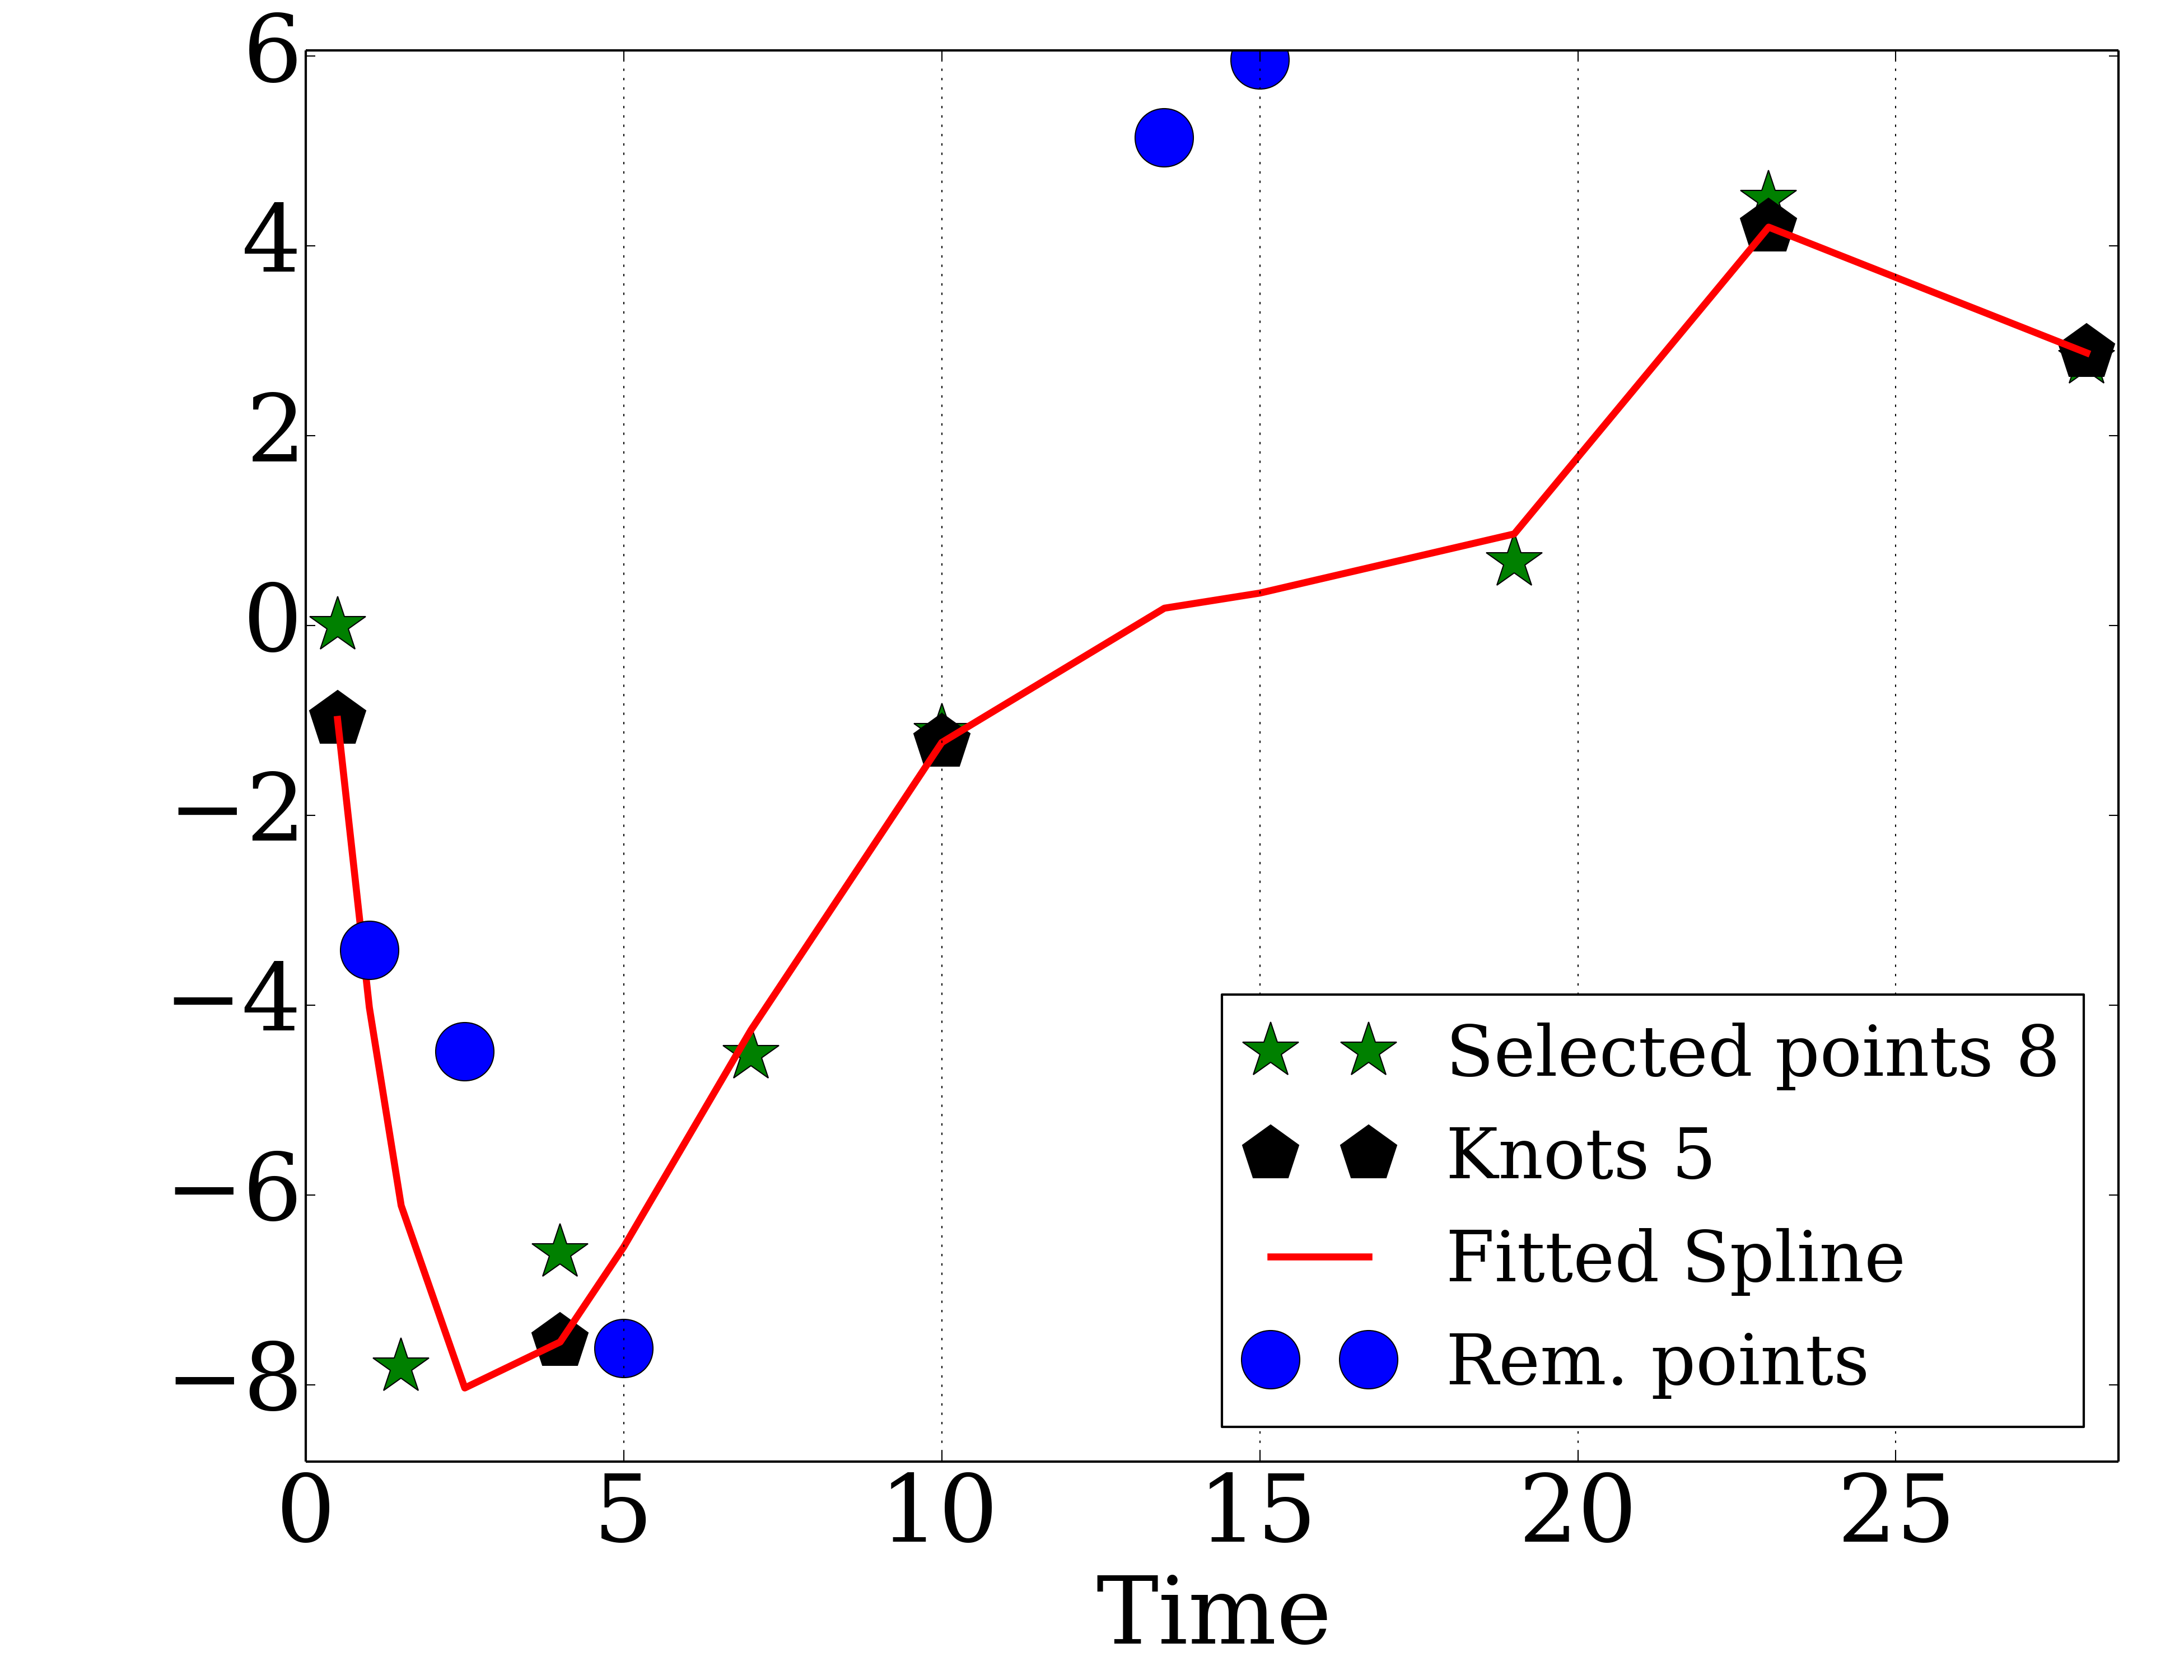 6
4
2
0
−2
−4
−6
−8
Selected points 8
Knots 5
Fitted Spline
Rem. points
0 5 10 15 20 25
Time